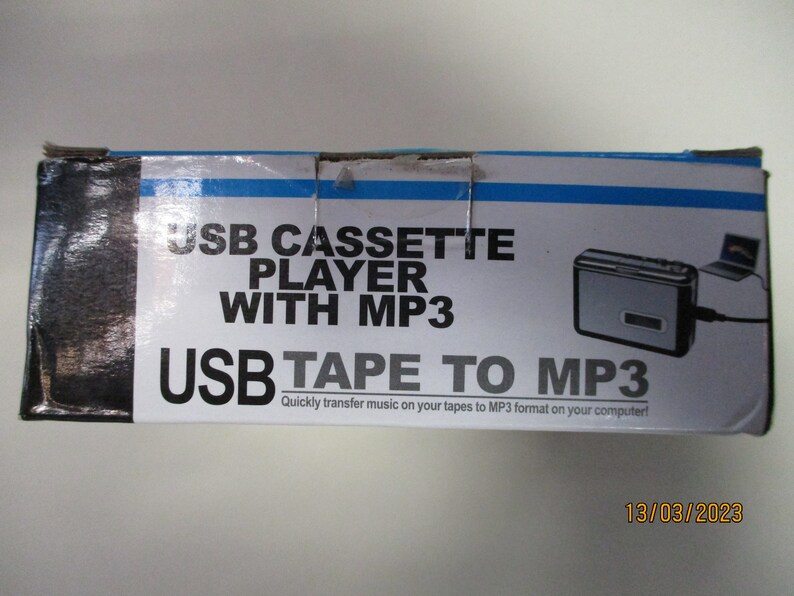 USB CASSETTE
PLAYER
WITH MP3
USB TAPE TO MP3
Quickly transfer music on your tapes to MP3 format on your computer!
13/03/2023